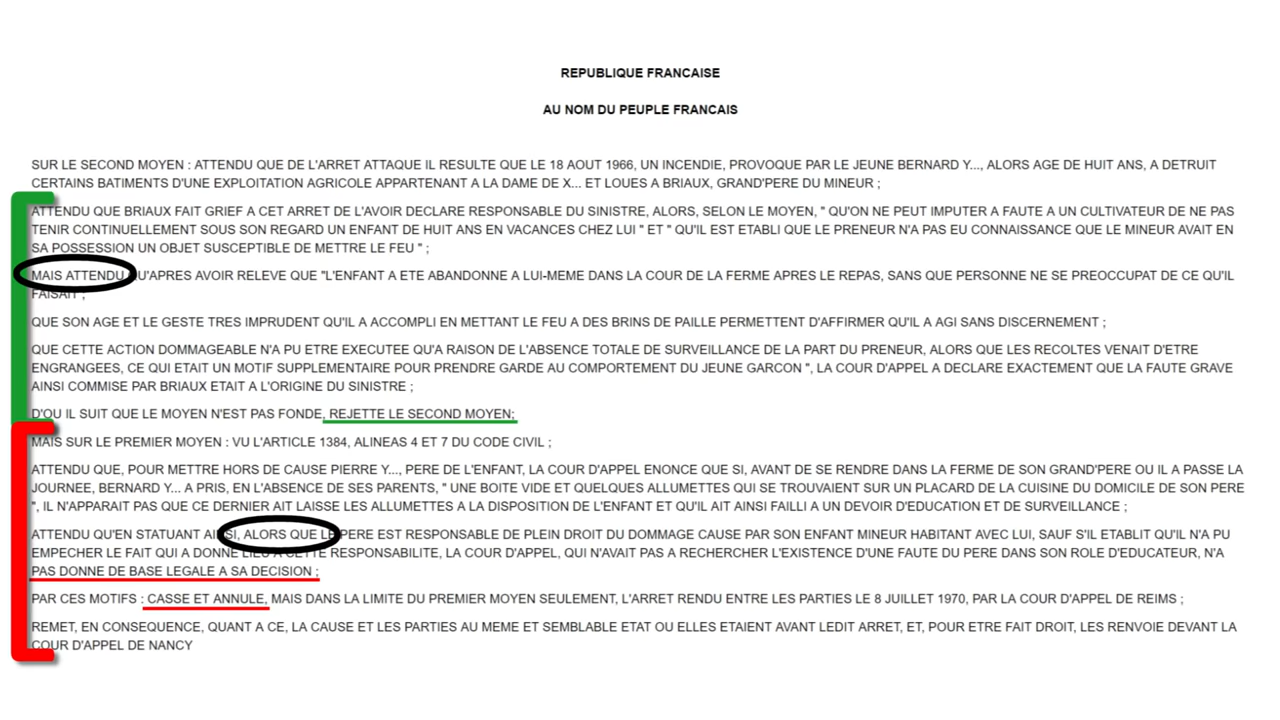 REPUBLIQUE FRANCAISE
AU NOM DU PEUPLE FRANCAIS
SUR LE SECOND MOYEN : ATTENDU QUE DE L'ARRET ATTAQUE IL RESULTE QUE LE 18 AOUT 1966, UN INCENDIE, PROVOQUE PAR LE JEUNE BERNARD Y..., ALORS AGE DE HUIT ANS, A DETRUIT
CERTAINS BATIMENTS D'UNE EXPLOITATION AGRICOLE APPARTENANT A LA DAME DE X... ET LOUES A BRIAUX, GRAND'PERE DU MINEUR ;
ATTENDU QUE BRIAUX FAIT GRIEF A CET ARRET DE L'AVOIR DECLARE RESPONSABLE DU SINISTRE, ALORS, SELON LE MOYEN, " QU'ON NE PEUT IMPUTER A FAUTE A UN CULTIVATEUR DE NE PAS
TENIR CONTINUELLEMENT SOUS SON REGARD UN ENFANT DE HUIT ANS EN VACANCES CHEZ LUI " ET " QU'IL EST ETABLI QUE LE PRENEUR N'A PAS EU CONNAISSANCE QUE LE MINEUR AVAIT EN
SA POSSESSION UN OBJET SUSCEPTIBLE DE METTRE LE FEU " ;
MAIS ATTENDU QU'APRES AVOIR RELEVE QUE "L'ENFANT A ETE ABANDONNE A LUI-MEME DANS LA COUR DE LA FERME APRES LE REPAS, SANS QUE PERSONNE NE SE PREOCCUPAT DE CE QU'IL
FAISAIT ;
QUE SON AGE ET LE GESTE TRES IMPRUDENT QU'IL A ACCOMPLI EN METTANT LE FEU A DES BRINS DE PAILLE PERMETTENT D'AFFIRMER QU'IL A AGI SANS DISCERNEMENT ;
QUE CETTE ACTION DOMMAGEABLE N'A PU ETRE EXECUTEE QU'A RAISON DE L'ABSENCE TOTALE DE SURVEILLANCE DE LA PART DU PRENEUR, ALORS QUE LES RECOLTES VENAIT D'ETRE
ENGRANGEES, CE QUI ETAIT UN MOTIF SUPPLEMENTAIRE POUR PRENDRE GARDE AU COMPORTEMENT DU JEUNE GARCON ", LA COUR D'APPEL A DECLARE EXACTEMENT QUE LA FAUTE GRAVE
AINSI COMMISE PAR BRIAUX ETAIT A L'ORIGINE DU SINISTRE ;
D'OU IL SUIT QUE LE MOYEN N'EST PAS FONDE, REJETTE LE SECOND MOYEN;
MAIS SUR LE PREMIER MOYEN : VU L'ARTICLE 1384, ALINEAS 4 ET 7 DU CODE CIVIL ;
ATTENDU QUE, POUR METTRE HORS DE CAUSE PIERRE Y..., PERE DE L'ENFANT, LA COUR D'APPEL ENONCE QUE SI, AVANT DE SE RENDRE DANS LA FERME DE SON GRAND'PERE OU IL A PASSE LA
JOURNEE, BERNARD Y... A PRIS, EN L'ABSENCE DE SES PARENTS, " UNE BOITE VIDE ET QUELQUES ALLUMETTES QUI SE TROUVAIENT SUR UN PLACARD DE LA CUISINE DU DOMICILE DE SON PERE
", IL N'APPARAIT PAS QUE CE DERNIER AIT LAISSE LES ALLUMETTES A LA DISPOSITION DE L'ENFANT ET QU'IL AIT AINSI FAILLI A UN DEVOIR D'EDUCATION ET DE SURVEILLANCE ;
ATTENDU QU'EN STATUANT AINSI, ALORS QUE LE PERE EST RESPONSABLE DE PLEIN DROIT DU DOMMAGE CAUSE PAR SON ENFANT MINEUR HABITANT AVEC LUI, SAUF S'IL ETABLIT QU'IL N'A PU
EMPECHER LE FAIT QUI A DONNE LIEU A CETTE RESPONSABILITE, LA COUR D'APPEL, QUI N'AVAIT PAS A RECHERCHER L'EXISTENCE D'UNE FAUTE DU PERE DANS SON ROLE D'EDUCATEUR, N'A
PAS DONNE DE BASE LEGALE A SA DECISION ;
PAR CES MOTIFS : CASSE ET ANNULE, MAIS DANS LA LIMITE DU PREMIER MOYEN SEULEMENT, L'ARRET RENDU ENTRE LES PARTIES LE 8 JUILLET 1970, PAR LA COUR D'APPEL DE REIMS ;
REMET, EN CONSEQUENCE, QUANT A CE, LA CAUSE ET LES PARTIES AU MEME ET SEMBLABLE ETAT OU ELLES ETAIENT AVANT LEDIT ARRET, ET, POUR ETRE FAIT DROIT, LES RENVOIE DEVANT LA
COUR D'APPEL DE NANCY